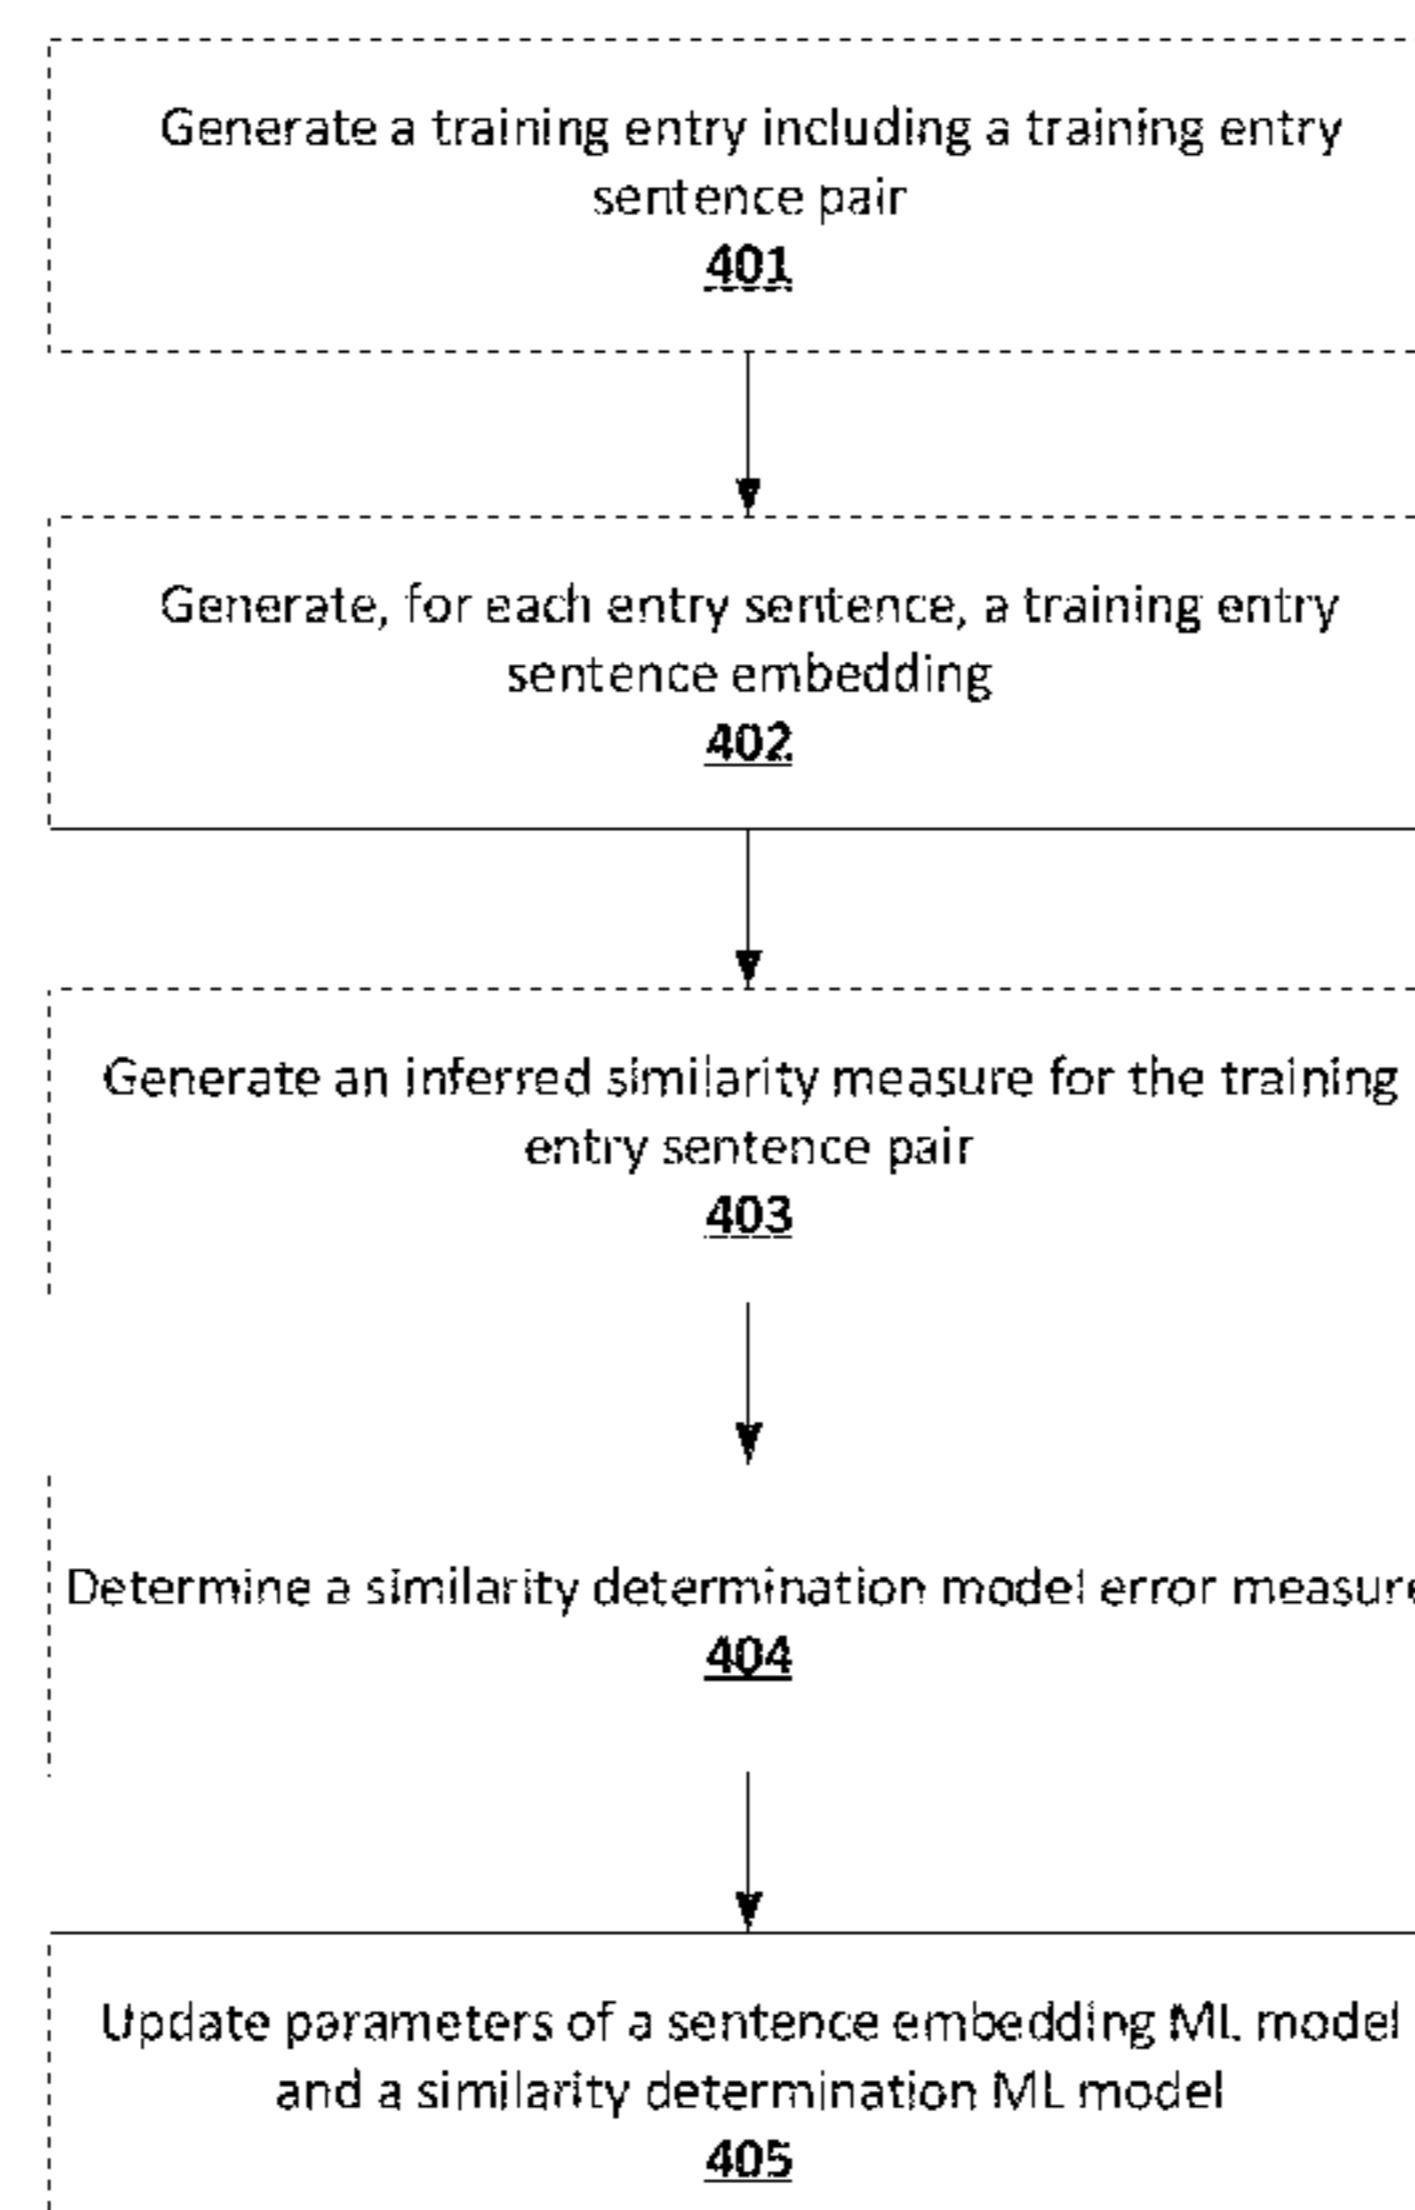 Generate a training entry including a training entry
sentence pair
401
Generate, for each entry sentence, a training entry
sentence embedding
402
Generate an inferred similarity measure for the training
entry sentence pair
403
Determine a similarity determination model error measure
404
Update parameters of a sentence embedding ML model
and a similarity determination ML model
405